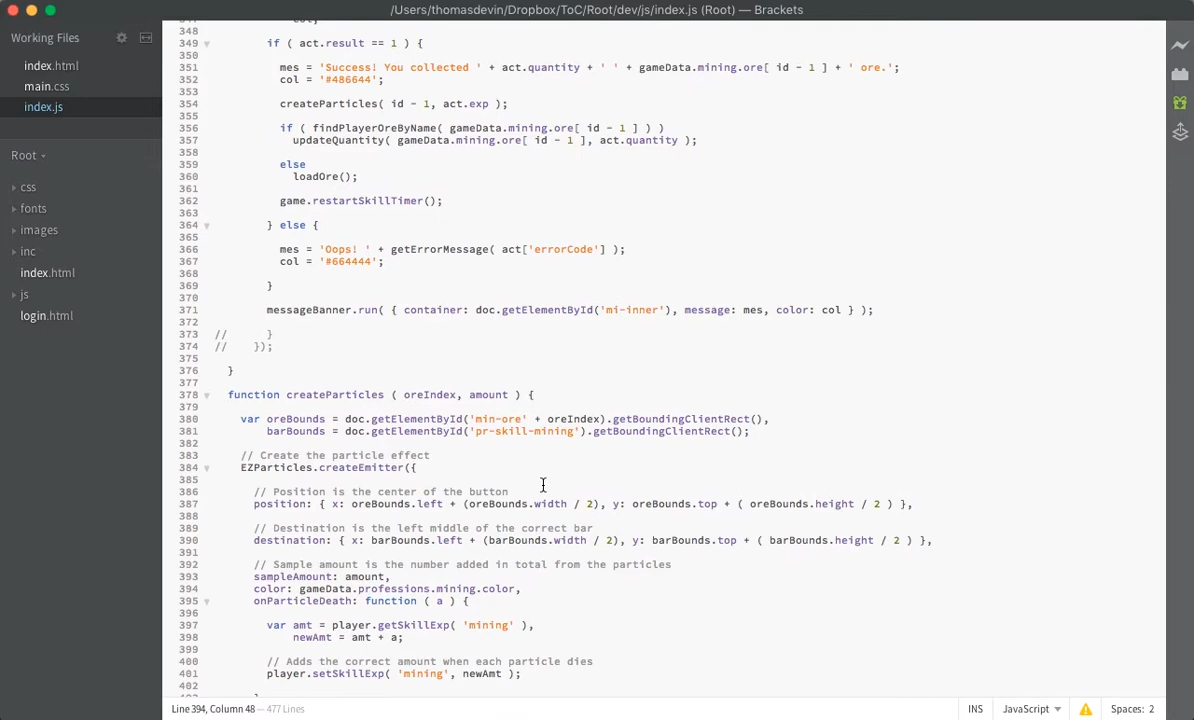 /Users/thomasdevin/Dropbox/ToC/Root/dev/js/index.js (Root) — Brackets
Working Files
index.html
main.css
index.js
Root
css
fonts
images
inc
index.html
js
login.html
348
349 if ( act.result == 1 ) {
350
351 mes = 'Success! You collected ' + act.quantity + ' ' + gameData.mining.ore[ id - 1 ] + ' ore.';
352 col = '#486644';
353
354 createParticles( id - 1, act.exp );
355
356 if ( findPlayerOreByName( gameData.mining.ore[ id - 1 ] ) )
357 updateQuantity( gameData.mining.ore[ id - 1 ], act.quantity );
358
359 else
360 loadOre();
361
362 game.restartSkillTimer();
363
364 } else {
365
366 mes = 'Oops! ' + getErrorMessage( act['errorCode'] );
367 col = '#664444';
368
369 }
370
371 messageBanner.run( { container: doc.getElementById('mi-inner'), message: mes, color: col } );
372
373 // }
374 // });
375
376 }
377
378 function createParticles ( oreIndex, amount ) {
379
380 var oreBounds = doc.getElementById('min-ore' + oreIndex).getBoundingClientRect(),
381 barBounds = doc.getElementById('pr-skill-mining').getBoundingClientRect();
382
383 // Create the particle effect
384 EZParticles.createEmitter({
385
386 // Position is the center of the button
387 position: { x: oreBounds.left + (oreBounds.width / 2), y: oreBounds.top + ( oreBounds.height / 2 ) },
388
389 // Destination is the left middle of the correct bar
390 destination: { x: barBounds.left + (barBounds.width / 2), y: barBounds.top + ( barBounds.height / 2 ) },
391
392 // Sample amount is the number added in total from the particles
393 sampleAmount: amount,
394 color: gameData.professions.mining.color,
395 onParticleDeath: function ( a ) {
396
397 var amt = player.getSkillExp( 'mining' ),
398 newAmt = amt + a;
399
400 // Adds the correct amount when each particle dies
401 player.setSkillExp( 'mining', newAmt );
402
Line 394, Column 48 — 477 Lines
INS
JavaScript
Spaces: 2